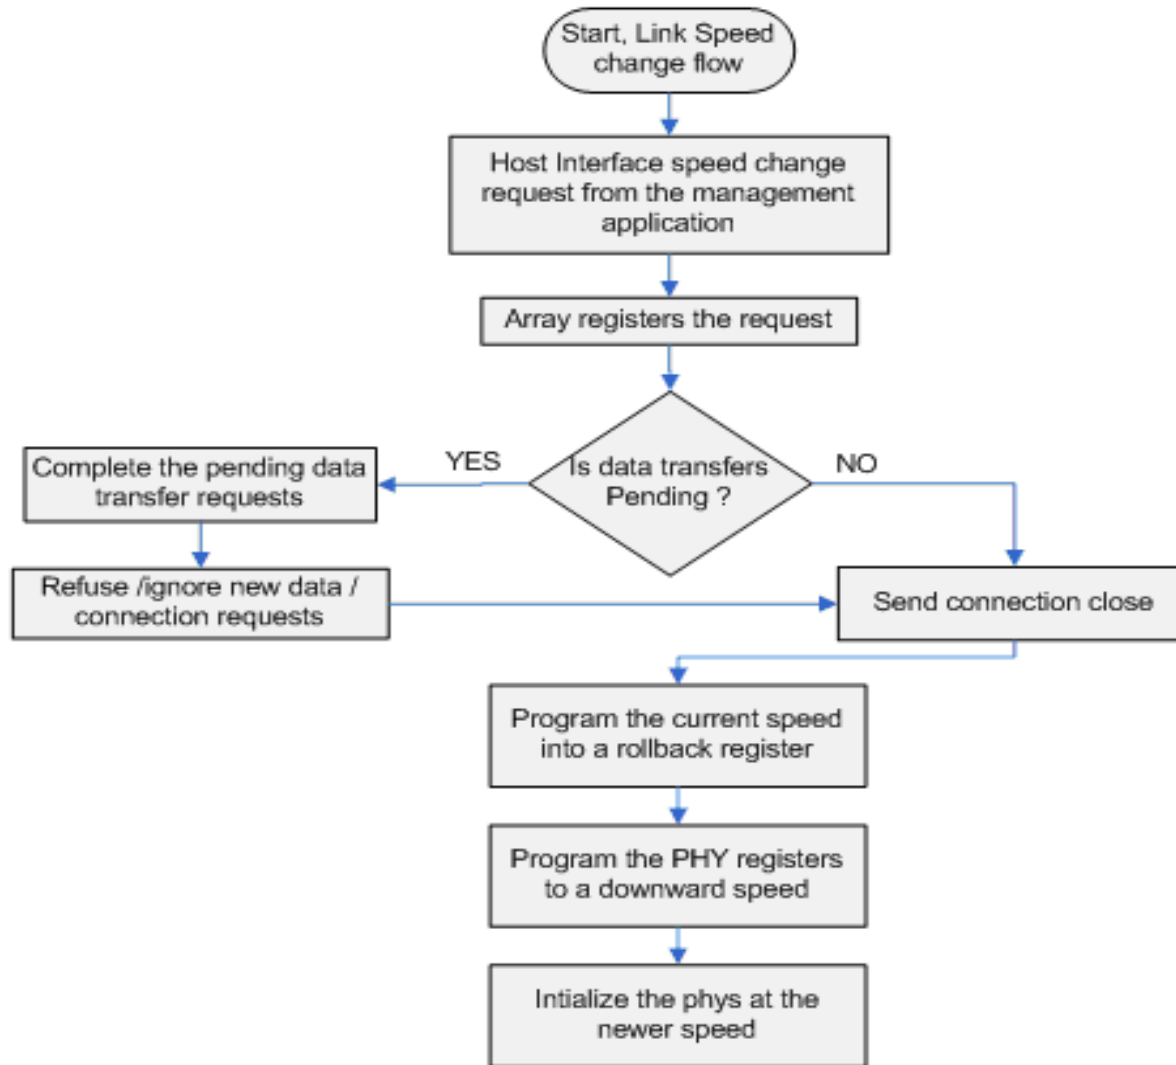 Start, Link Speed
change flow
Host Interface speed change
request from the management
application
Array registers the request
Is data transfers
Pending ?
YES
NO
Complete the pending data
transfer requests
Refuse /ignore new data /
connection requests
Send connection close
Program the current speed
into a rollback register
Program the PHY registers
to a downward speed
Intialize the phys at the
newer speed